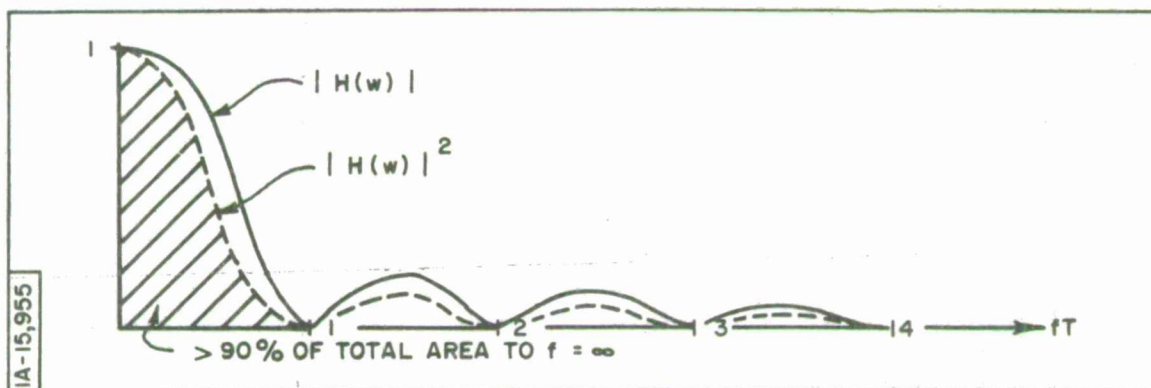 1
| H(w) |
| H(w) | 2
1 2 3 4 fT
> 90% OF TOTAL AREA TO f = ∞
IA-15,955